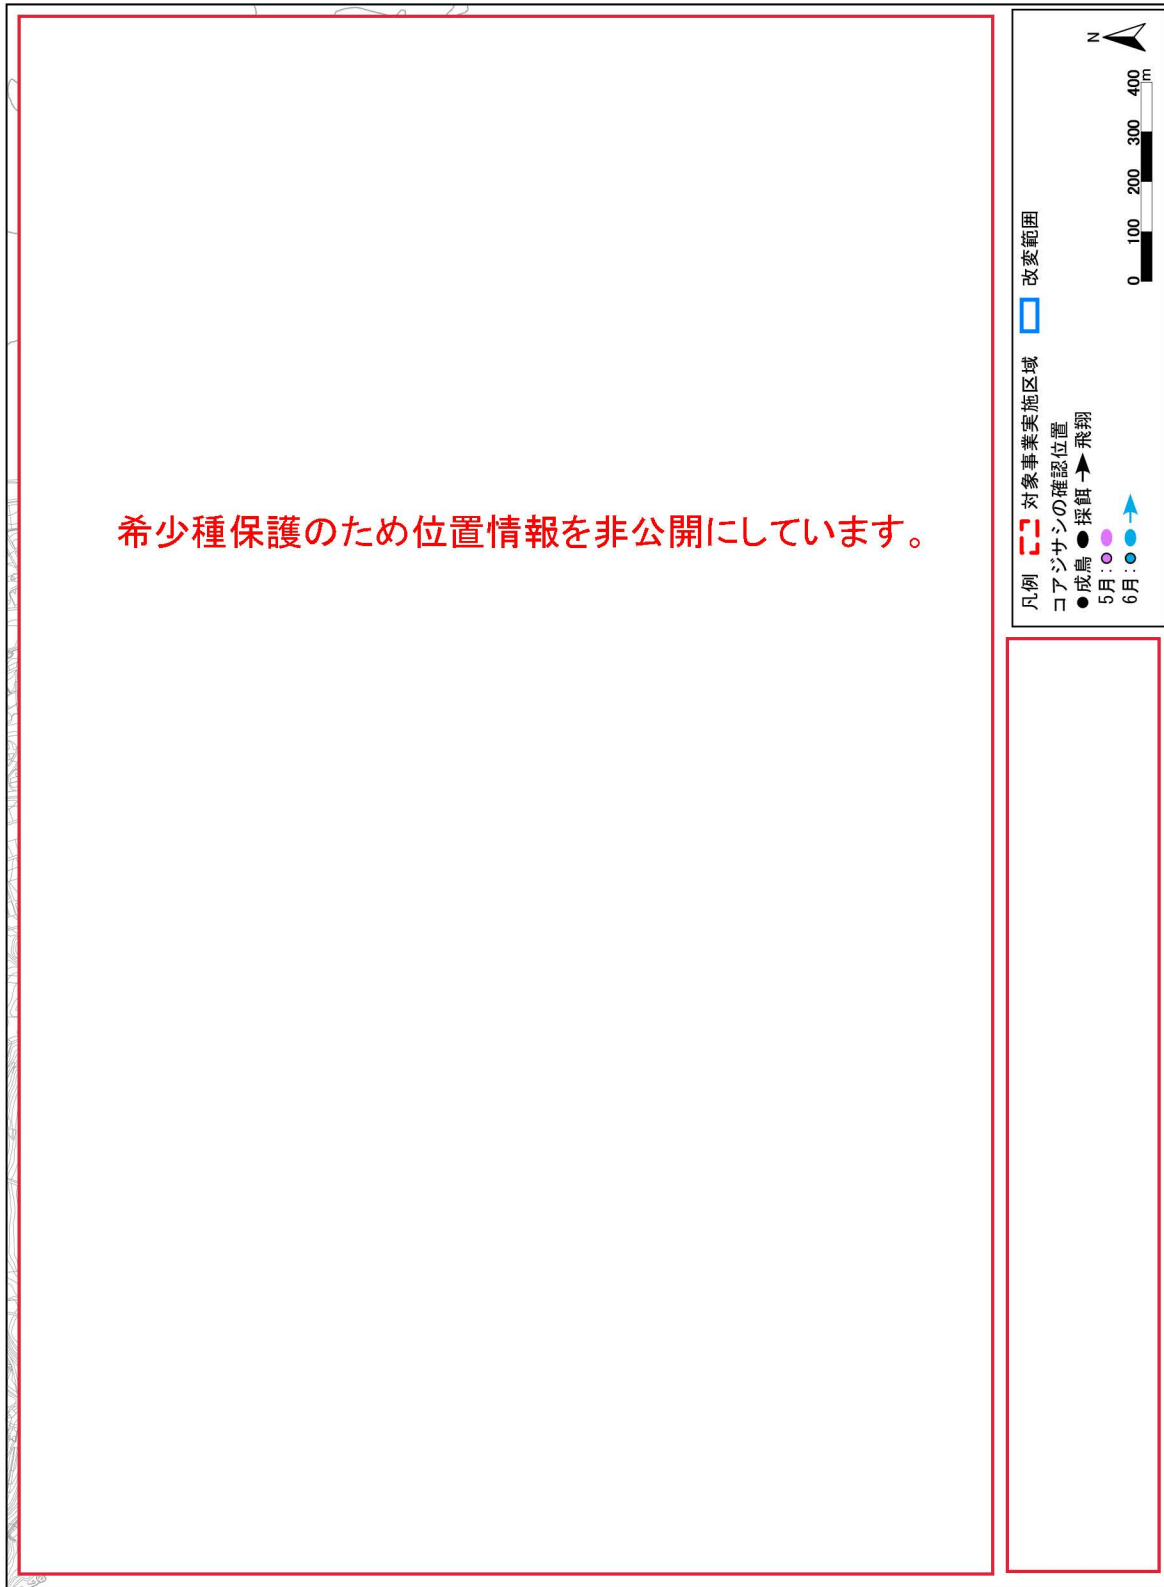 希少種保護のため位置情報を非公開にしています。
凡例 対象事業実施区域 改変範囲
コアジサシの確認位置
●成鳥 ● 採餌 → 飛翔
5月:
6月:
0 100 200 300 400
m
N